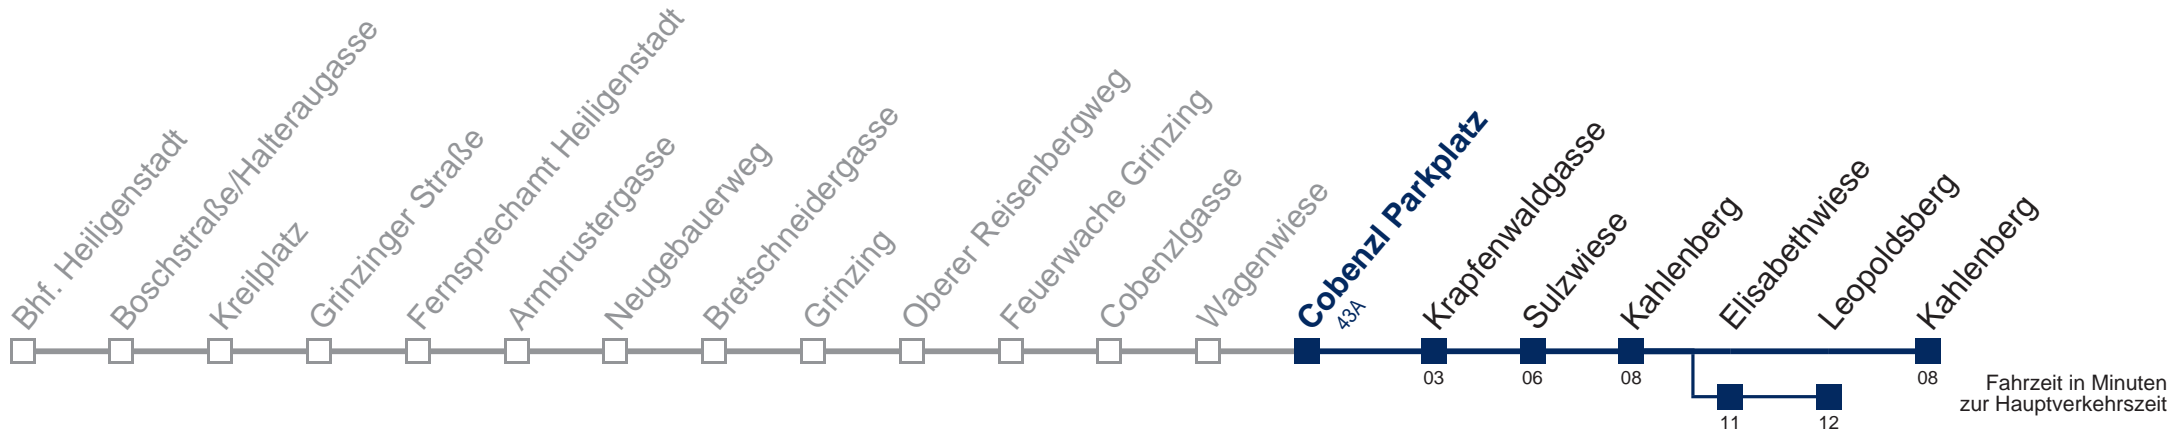 Bhf. Heiligenstadt
Boschstraße/Halteraugasse
Kreilplatz
Grinzinger Straße
Fernsprechamt Heiligenstadt
Armbrustergasse
Neugebauerweg
Bretschneidergasse
Grinzing
Oberer Reisenbergweg
Feuerwache Grinzing
Cobenzlgasse
Wagenwiese
Cobenzl Parkplatz
43A
Krapfenwaldgasse
Sulzwiese
Kahlenberg
Elisabethwiese
Leopoldsberg
Kahlenberg
03
06
08
08
11
12
Fahrzeit in Minuten
zur Hauptverkehrszeit